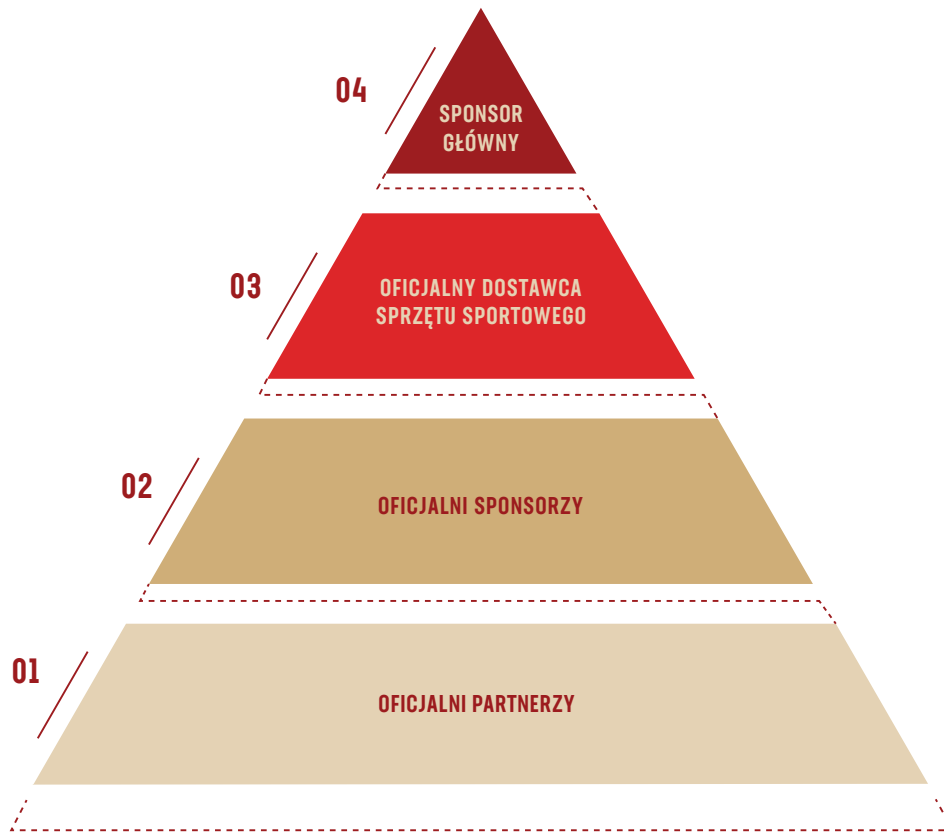 04
SPONSOR
GŁÓWNY
03
OFICJALNY DOSTAWCA
SPRZĘTU SPORTOWEGO
02
OFICJALNI SPONSORZY
01
OFICJALNI PARTNERZY